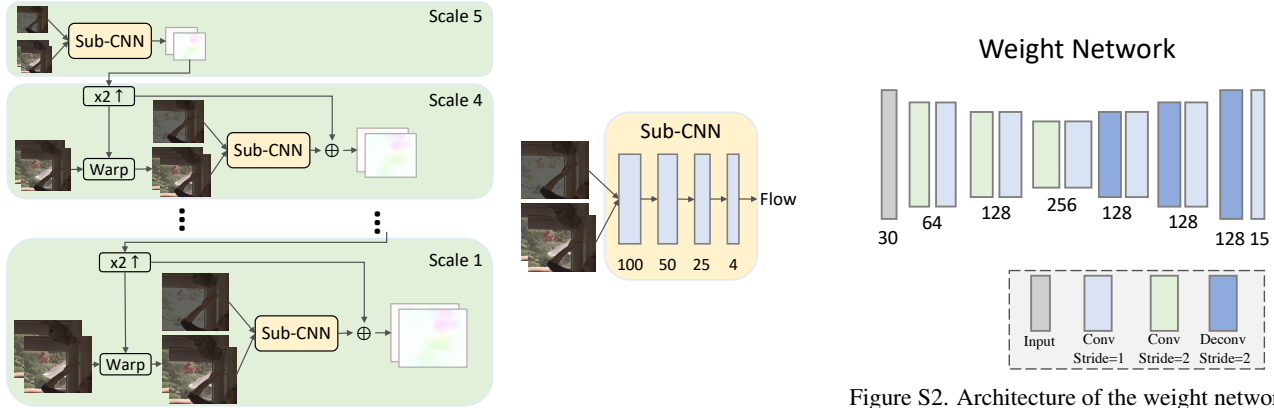 Scale 5
Sub-CNN
x2 ↑
Scale 4
Sub-CNN
Warp
Scale 1
x2 ↑
Sub-CNN
Warp
Sub-CNN
Flow
100 50 25 4
Weight Network
30 64 128 256 128 128 128 15
Input
Conv
Stride=1
Conv
Stride=2
Deconv
Stride=2
Figure S2. Architecture of the weight networ